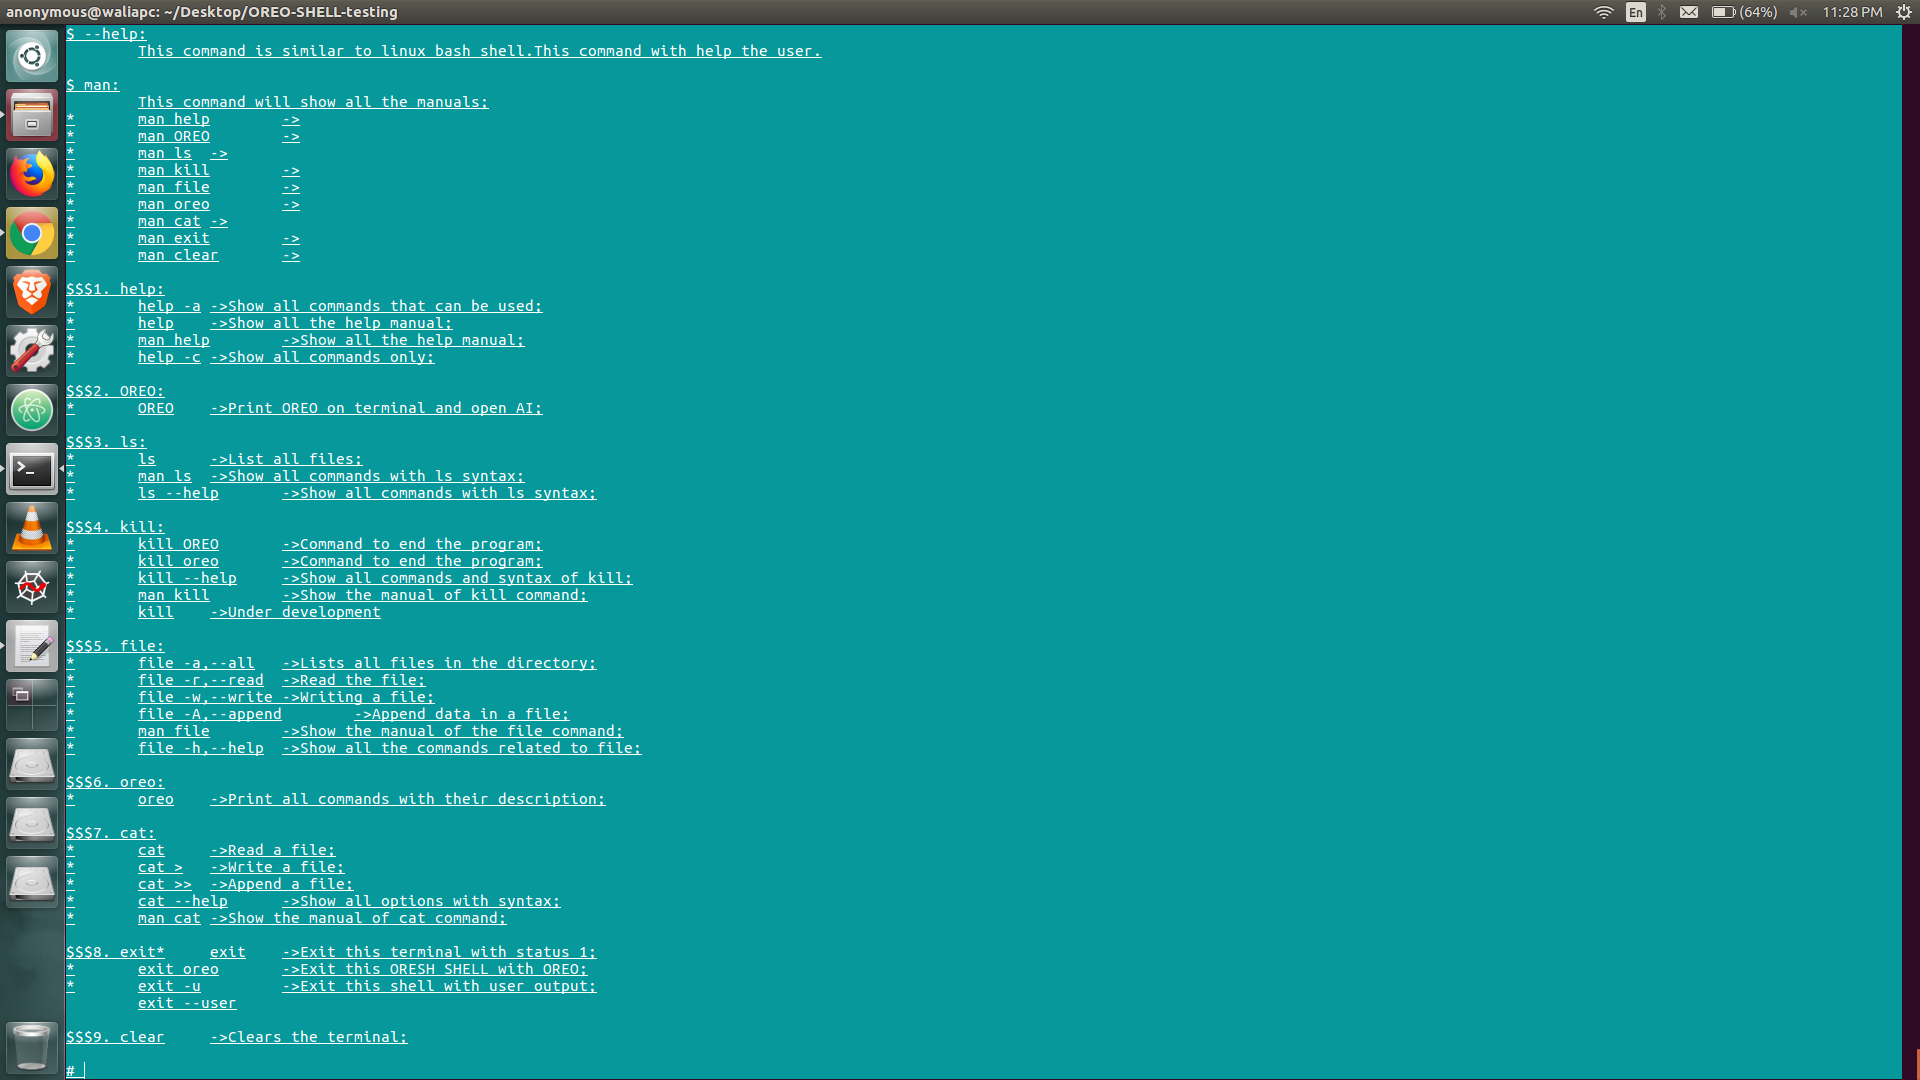 anonymous@waliapc: ~/Desktop/OREO-SHELL-testing En (64%) 11:28 PM
$ --help:
This command is similar to linux bash shell.This command with help the user.
$ man:
This command will show all the manuals;
* man help ->
* man OREO ->
* man ls ->
* man kill ->
* man file ->
* man oreo ->
* man cat ->
* man exit ->
* man clear ->
$$$1. help:
* help -a ->Show all commands that can be used;
* help ->Show all the help manual;
* man help ->Show all the help manual;
* help -c ->Show all commands only;
$$$2. OREO:
* OREO ->Print OREO on terminal and open AI;
$$$3. ls:
* ls ->List all files;
* man ls ->Show all commands with ls syntax;
* ls --help ->Show all commands with ls syntax;
$$$4. kill:
* kill OREO ->Command to end the program;
* kill oreo ->Command to end the program;
* kill --help ->Show all commands and syntax of kill;
* man kill ->Show the manual of kill command;
* kill ->Under development
$$$5. file:
* file -a,--all ->Lists all files in the directory;
* file -r,--read ->Read the file;
* file -w,--write ->Writing a file;
* file -A,--append ->Append data in a file;
* man file ->Show the manual of the file command;
* file -h,--help ->Show all the commands related to file;
$$$6. oreo:
* oreo ->Print all commands with their description;
$$$7. cat:
* cat ->Read a file;
* cat > ->Write a file;
* cat >> ->Append a file;
* cat --help ->Show all options with syntax;
* man cat ->Show the manual of cat command;
$$$8. exit* exit ->Exit this terminal with status 1;
* exit oreo ->Exit this ORESH SHELL with OREO;
* exit -u ->Exit this shell with user output;
exit --user
$$$9. clear ->Clears the terminal;
#